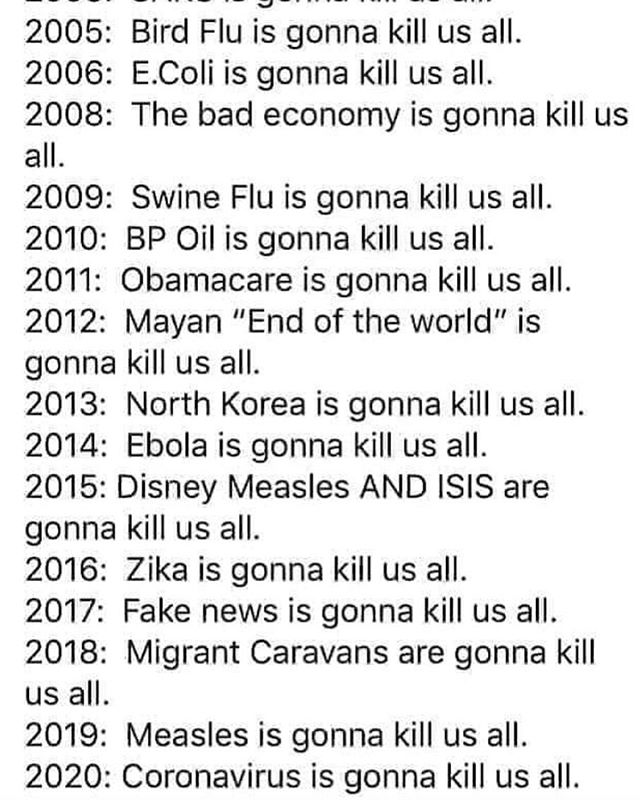 2005: Bird Flu is gonna kill us all.
2006: E.Coli is gonna kill us all.
2008: The bad economy is gonna kill us
all.
2009: Swine Flu is gonna kill us all.
2010: BP Oil is gonna kill us all.
2011: Obamacare is gonna kill us all.
2012: Mayan "End of the world" is
gonna kill us all.
2013: North Korea is gonna kill us all.
2014: Ebola is gonna kill us all.
2015: Disney Measles AND ISIS are
gonna kill us all.
2016: Zika is gonna kill us all.
2017: Fake news is gonna kill us all.
2018: Migrant Caravans are gonna kill
us all.
2019: Measles is gonna kill us all.
2020: Coronavirus is gonna kill us all.